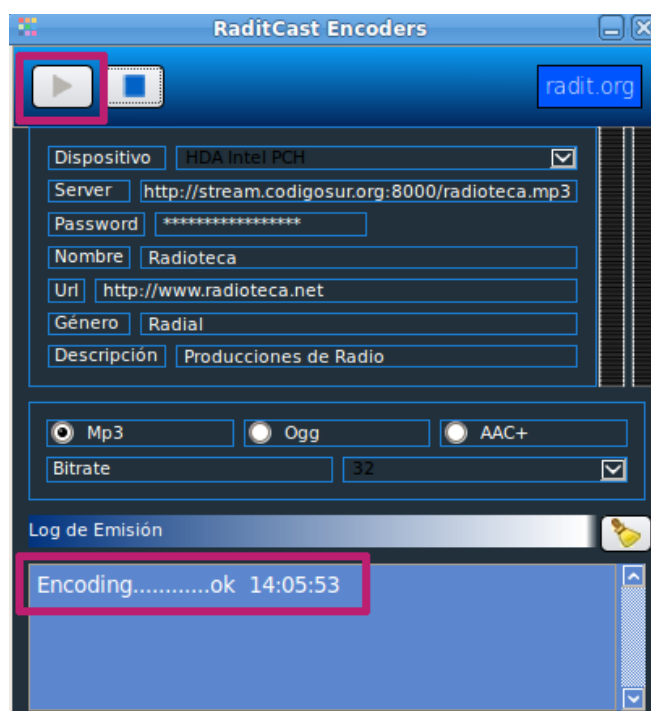 RaditCast Encoders
radit.org
Dispositivo HDA Intel PCH
Server http://stream.codigosur.org:8000/radioteca.mp3
Password *****************
Nombre Radioteca
Url http://www.radioteca.net
Género Radial
Descripción Producciones de Radio
Mp3 Ogg AAC+
Bitrate 32
Log de Emisión
Encoding............ok 14:05:53